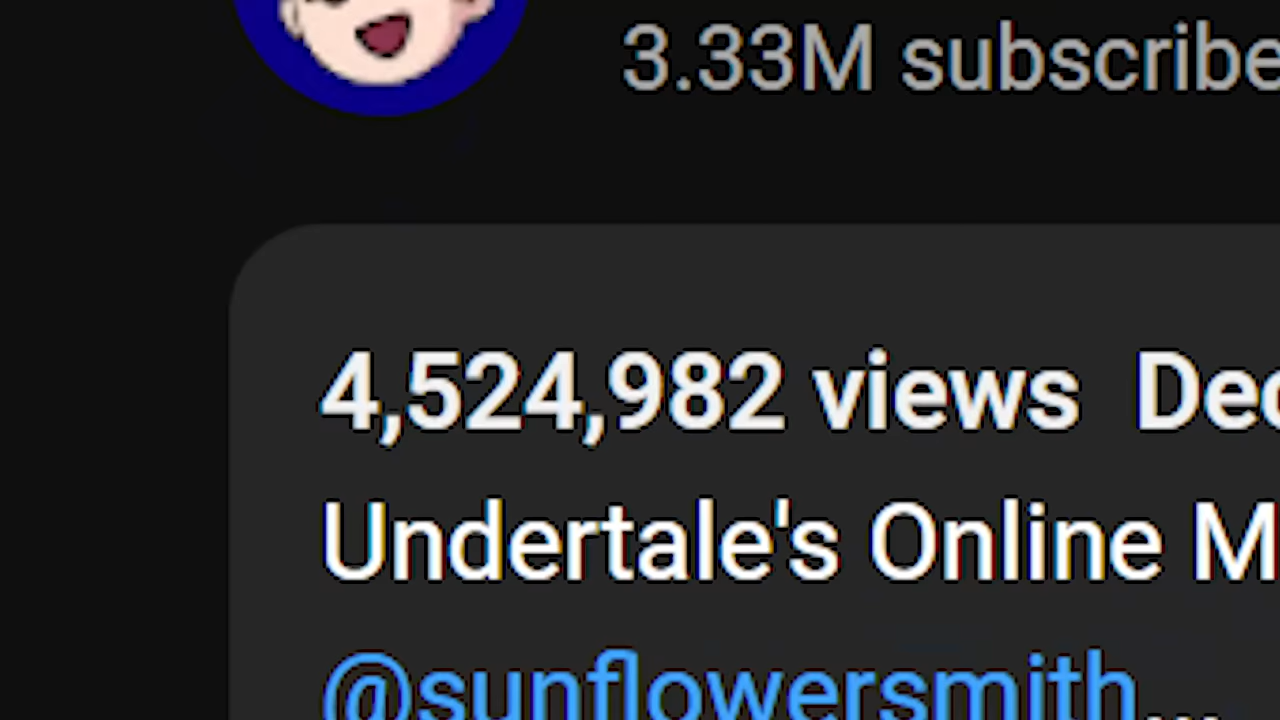 3.33M subscribe
4,524,982 views Dec
Undertale's Online M
@sunflowersmith...